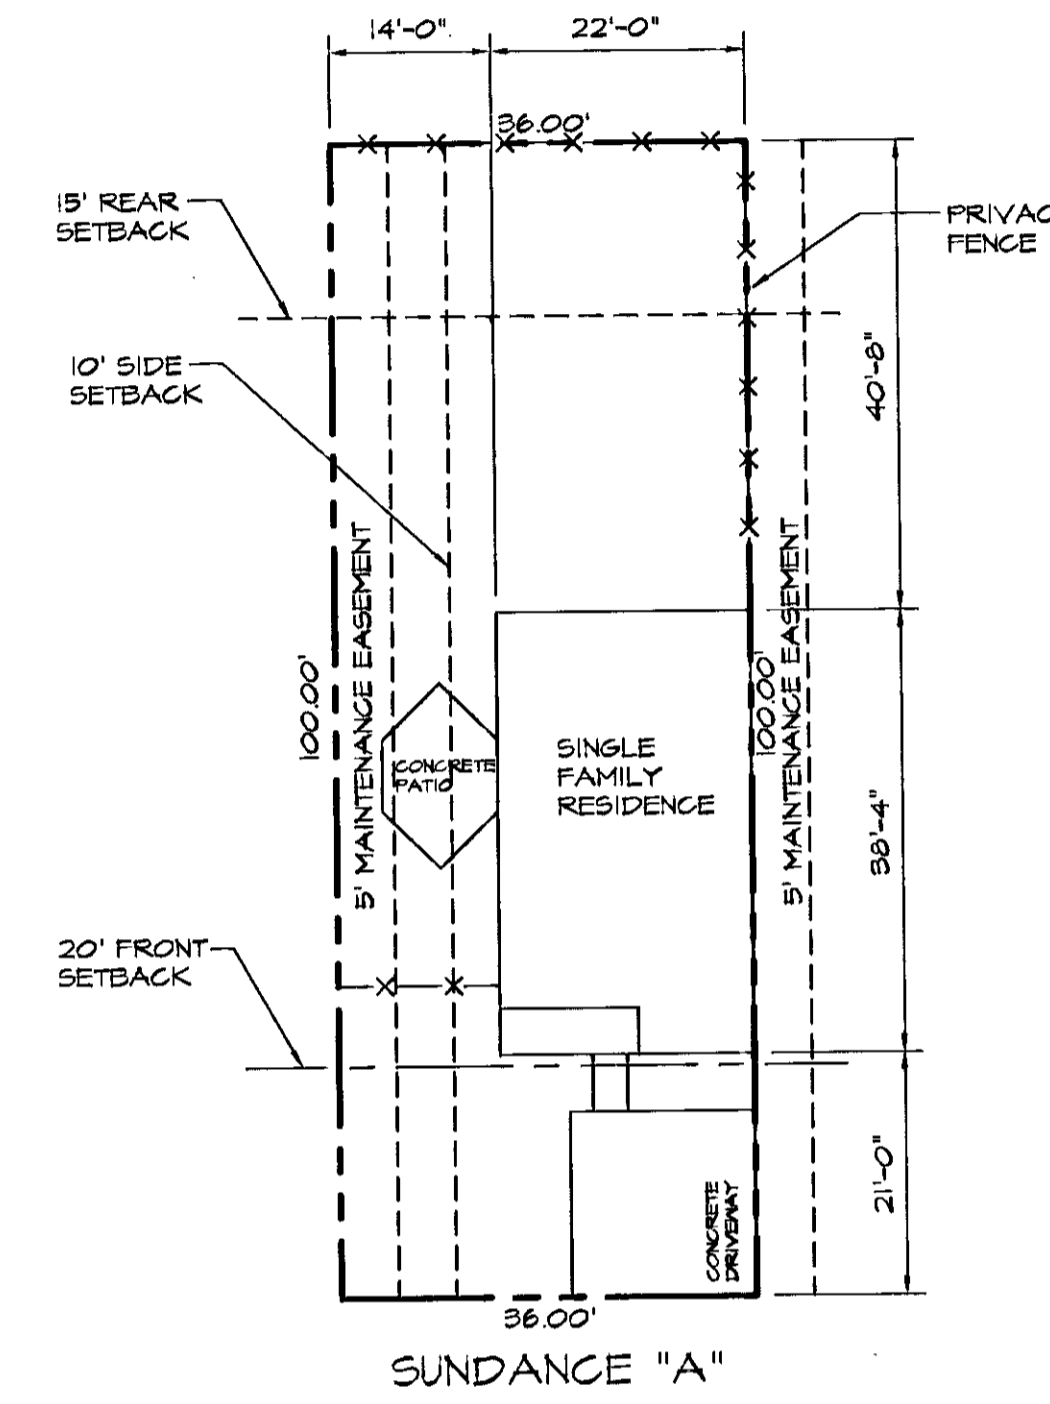 14'-0"
22'-0"
36.00'
15' REAR
SETBACK
PRIVAC
FENCE
10' SIDE
SETBACK
40'-8"
5' MAINTENANCE EASEMENT
100.00'
CONCRETE
PATIO
SINGLE
FAMILY
RESIDENCE
100.00'
5' MAINTENANCE EASEMENT
38'-4"
20' FRONT
SETBACK
21'-0"
CONCRETE
DRIVEWAY
36.00'
SUNDANCE "A"